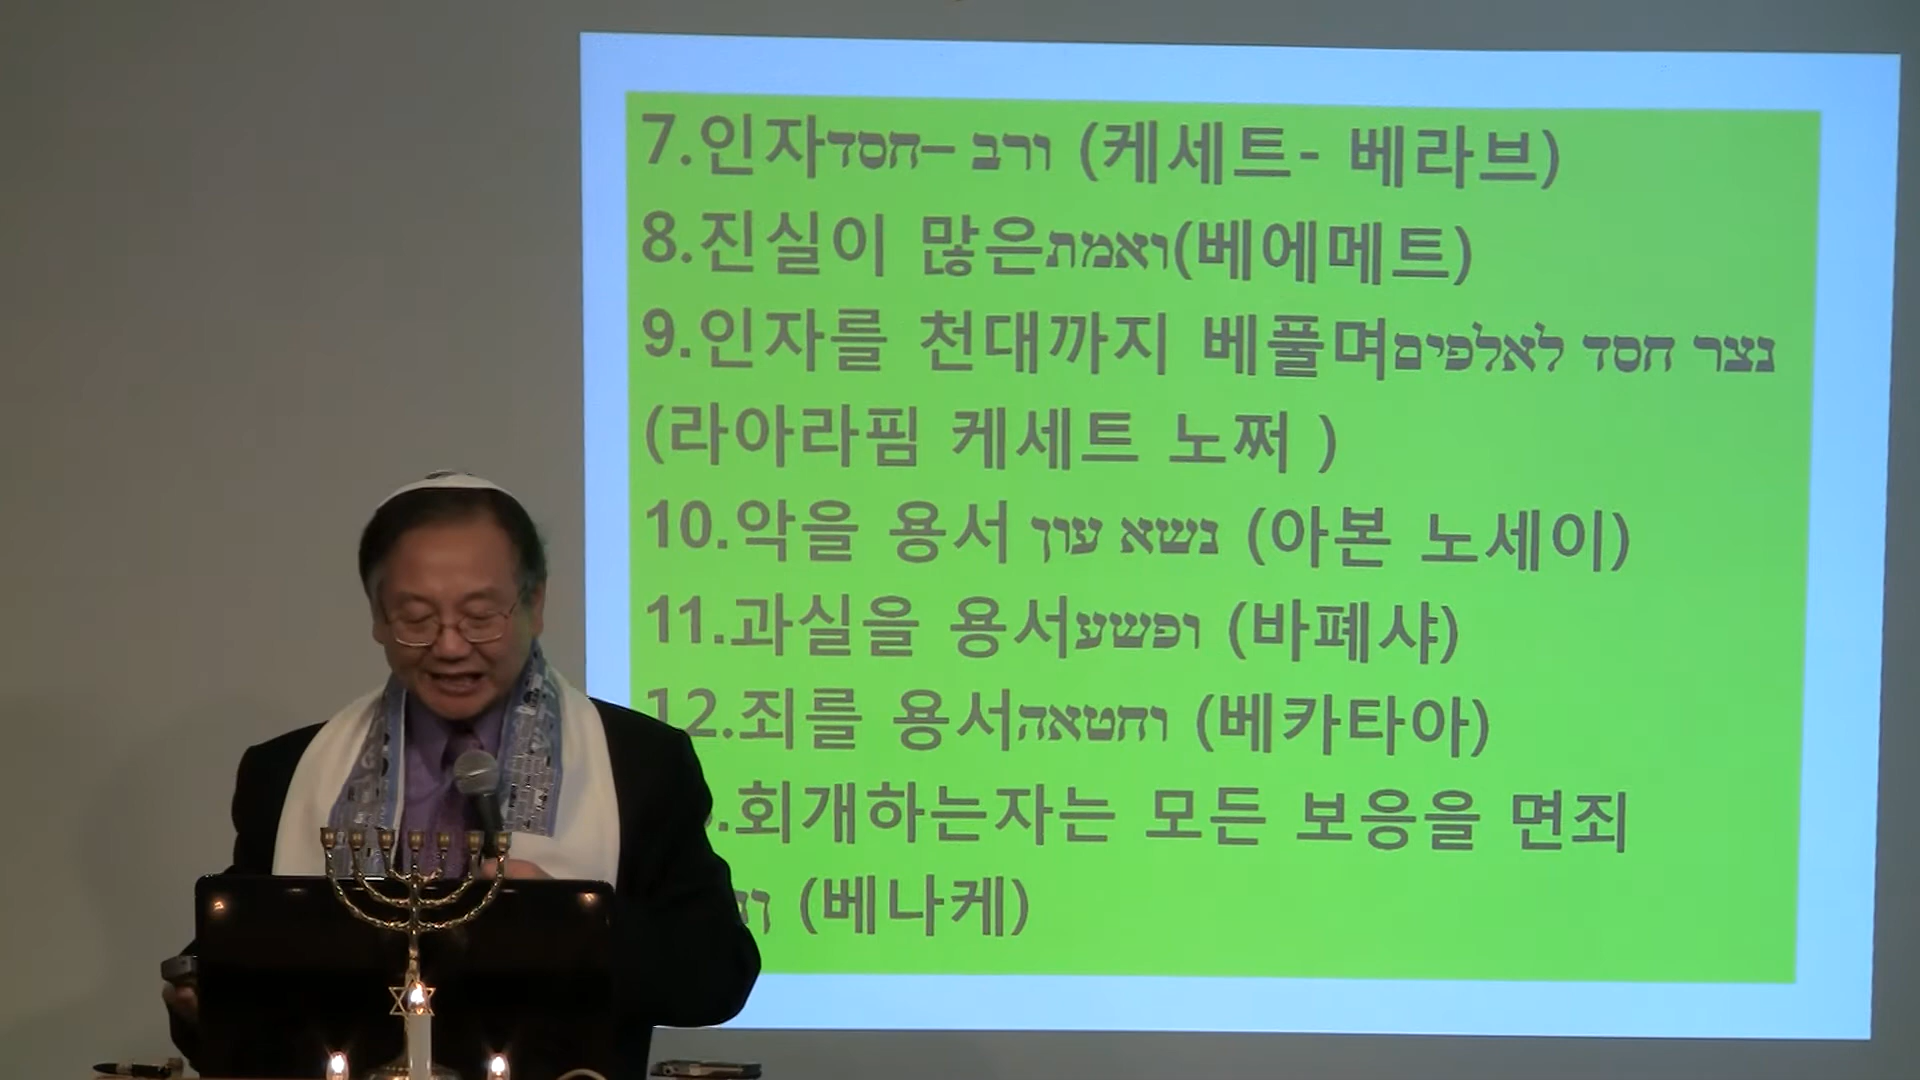 7.인자ורב –חסד (케세트- 베라브)
8.진실이 많은ואמת(베에메트)
9.인자를 천대까지 베풀며נצר חסד לאלפים
(라아라핌 케세트 노쩌 )
10.악을 용서 נשא עון (아본 노세이)
11.과실을 용서ופשע (바폐샤)
12.죄를 용서וחטאה (베카타아)
.회개하는자는 모든 보응을 면죄
(베나케)